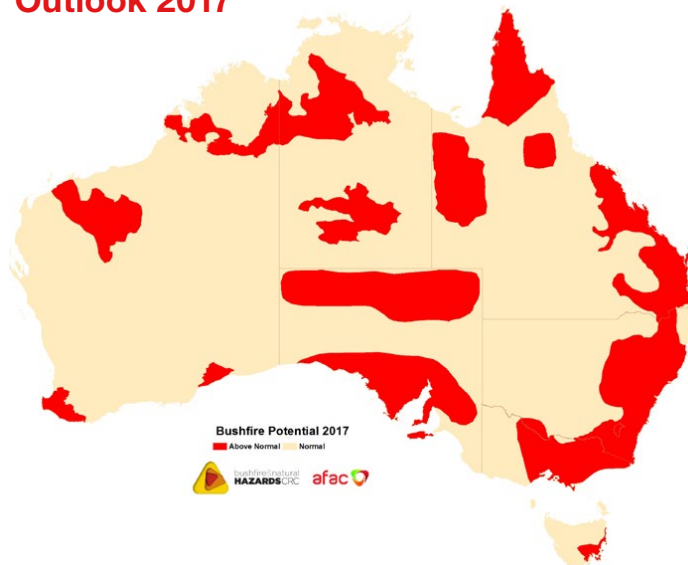 Outlook 2017
Bushfire Potential 2017
Above Normal Normal
bushfire&natural
HAZARDSCRC
afac